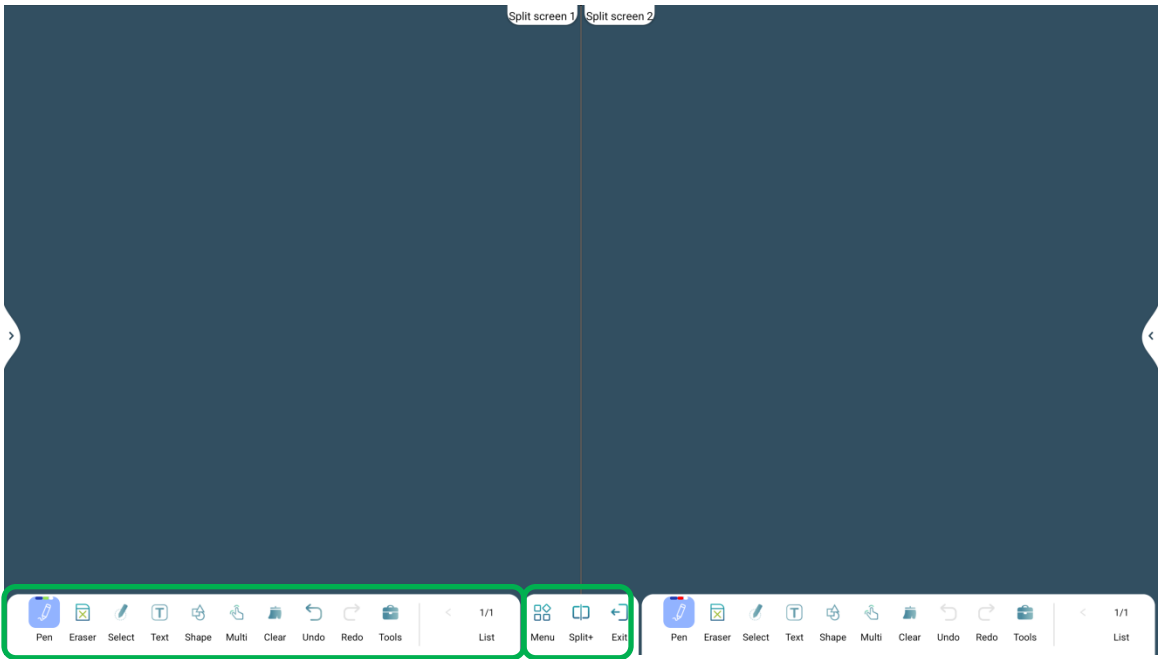 Split screen 1 Split screen 2
1/1 1/1
Pen Eraser Select Text Shape Multi Clear Undo Redo Tools List Menu Split+ Exit Pen Eraser Select Text Shape Multi Clear Undo Redo Tools List